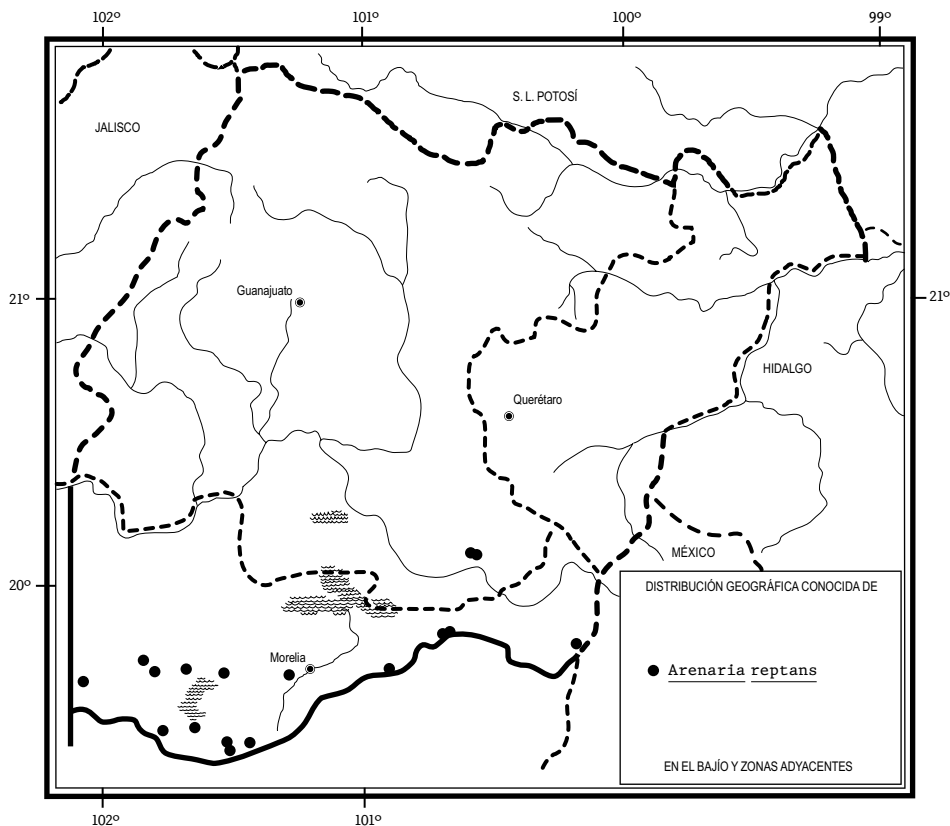 102º 101º 100º 99º
S. L. POTOSÍ
JALISCO
Guanajuato
21º 21º
HIDALGO
Querétaro
MÉXICO
20º
DISTRIBUCIÓN GEOGRÁFICA CONOCIDA DE
Morelia
Arenaria reptans
EN EL BAJÍO Y ZONAS ADYACENTES
102º 101º